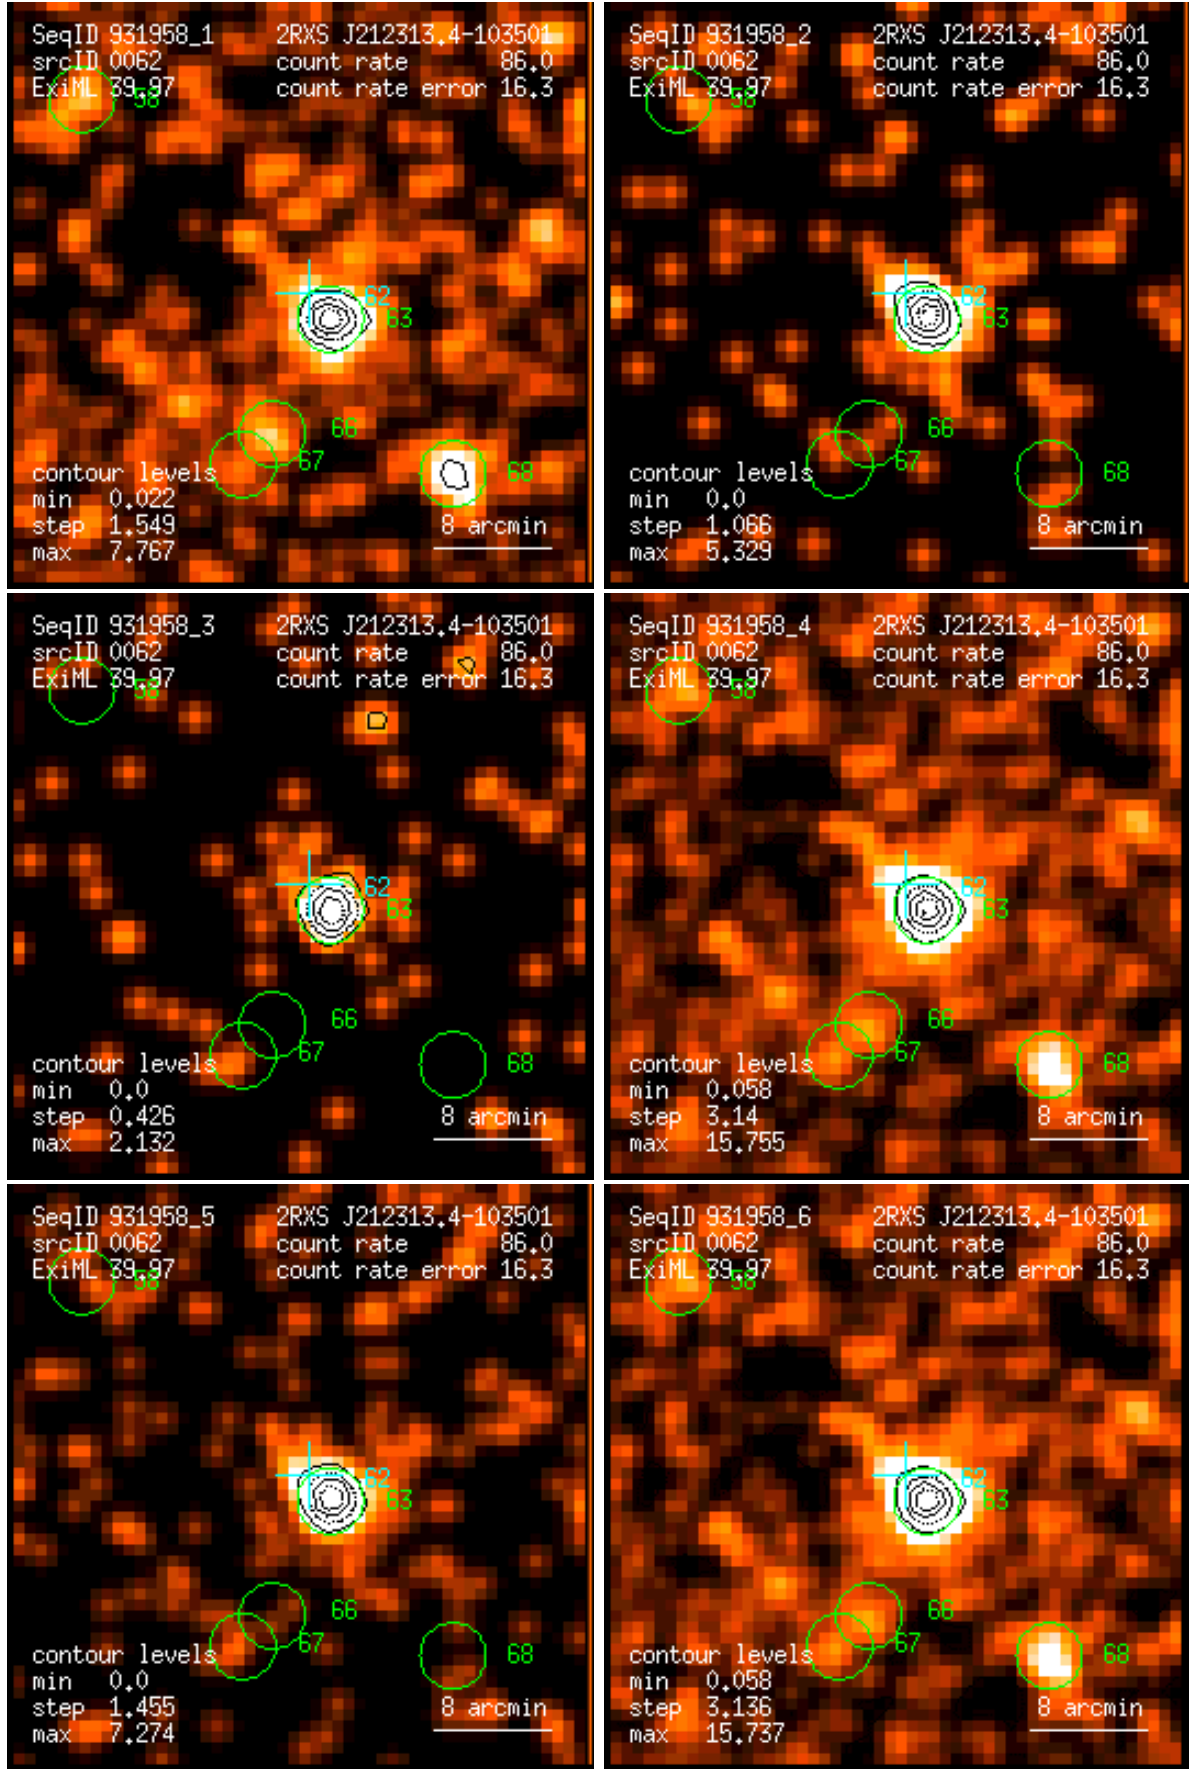 SeqID 931958_1 2RXS J212313.4-103501
srcID 0062 count rate 86.0
ExiML 39.97 count rate error 16.3
58
62
63
66
67
68
contour levels
min 0.022
step 1.549 8 arcmin
max 7.767
SeqID 931958_2 2RXS J212313.4-103501
srcID 0062 count rate 86.0
ExiML 39.97 count rate error 16.3
58
62
63
66
67
68
contour levels
min 0.0
step 1.066 8 arcmin
max 5.329
SeqID 931958_3 2RXS J212313.4-103501
srcID 0062 count rate 86.0
ExiML 39.97 count rate error 16.3
58
62
63
66
67
68
contour levels
min 0.0
step 0.426 8 arcmin
max 2.132
SeqID 931958_4 2RXS J212313.4-103501
srcID 0062 count rate 86.0
ExiML 39.97 count rate error 16.3
58
62
63
66
67
68
contour levels
min 0.058
step 3.14 8 arcmin
max 15.755
SeqID 931958_5 2RXS J212313.4-103501
srcID 0062 count rate 86.0
ExiML 39.97 count rate error 16.3
58
62
63
66
67
68
contour levels
min 0.0
step 1.455 8 arcmin
max 7.274
SeqID 931958_6 2RXS J212313.4-103501
srcID 0062 count rate 86.0
ExiML 39.97 count rate error 16.3
58
62
63
66
67
68
contour levels
min 0.058
step 3.136 8 arcmin
max 15.737